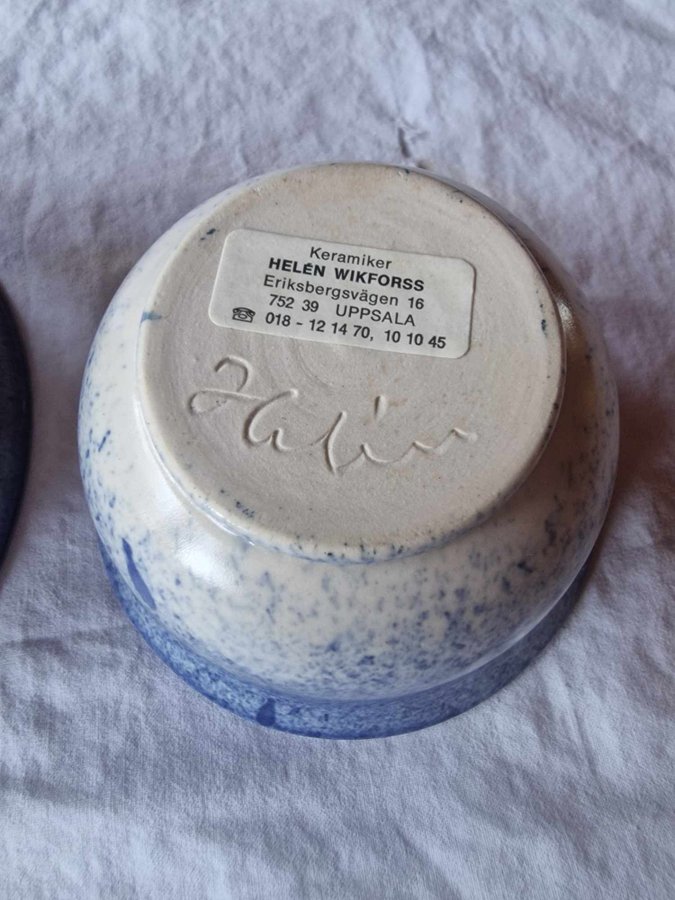 Keramiker
HELÉN WIKFORSS
Eriksbergsvägen 16
752 39 UPPSALA
☎ 018 - 12 14 70, 10 10 45
Helén